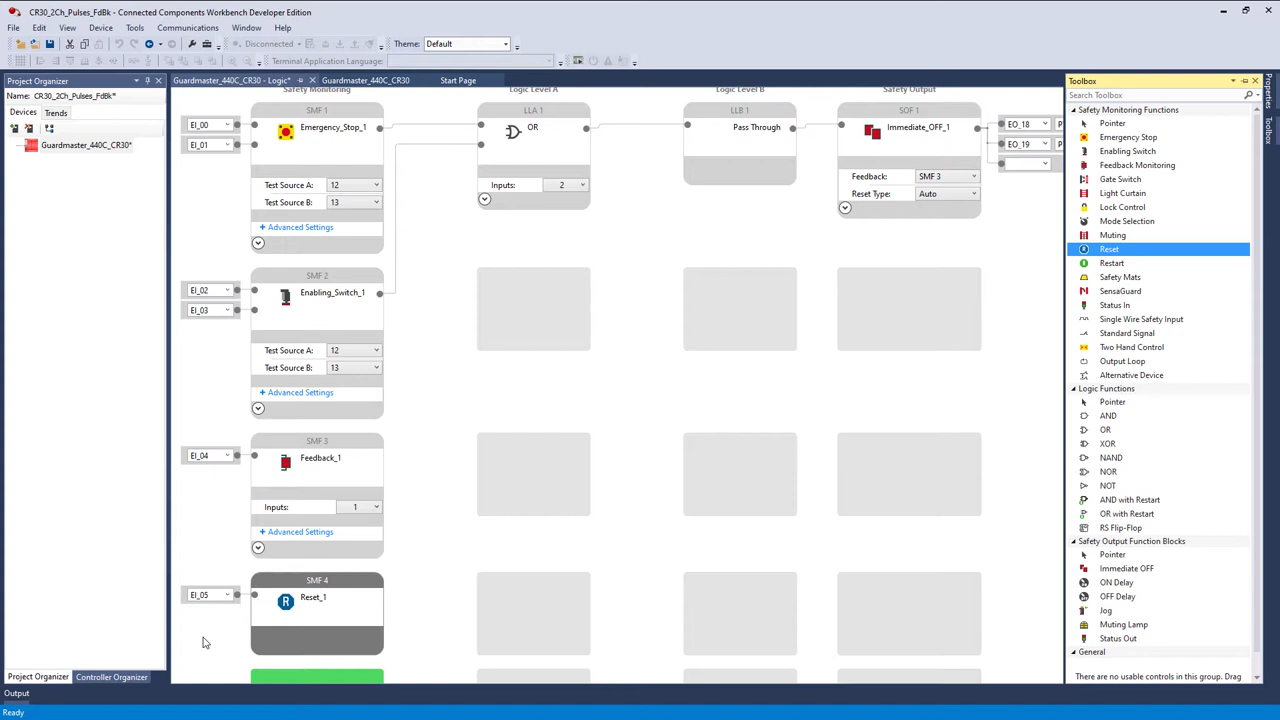 CR30_2Ch_Pulses_FdBk - Connected Components Workbench Developer Edition
File Edit View Device Tools Communications Window Help
Disconnected Theme: Default
Terminal Application Language:
Project Organizer
Guardmaster_440C_CR30 - Logic* Guardmaster_440C_CR30 Start Page
Toolbox
Name: CR30_2Ch_Pulses_FdBk*
Devices Trends
Guardmaster_440C_CR30*
Safety Monitoring Logic Level A Logic Level B Safety Output
SMF 1 LLA 1 LLB 1 SOF 1
EI_00 Emergency_Stop_1 OR Pass Through Immediate_OFF_1 EO_18 P
EI_01 EO_19 P
Test Source A: 12 Inputs: 2 Feedback: SMF 3
Test Source B: 13 Reset Type: Auto
+ Advanced Settings
SMF 2
EI_02 Enabling_Switch_1
EI_03
Test Source A: 12
Test Source B: 13
+ Advanced Settings
SMF 3
EI_04 Feedback_1
Inputs: 1
+ Advanced Settings
SMF 4
EI_05 Reset_1
R
Search Toolbox
Safety Monitoring Functions
Pointer
Emergency Stop
Enabling Switch
Feedback Monitoring
Gate Switch
Light Curtain
Lock Control
Mode Selection
Muting
Reset
Restart
Safety Mats
SensaGuard
Status In
Single Wire Safety Input
Standard Signal
Two Hand Control
Output Loop
Alternative Device
Logic Functions
Pointer
AND
OR
XOR
NAND
NOR
NOT
AND with Restart
OR with Restart
RS Flip-Flop
Safety Output Function Blocks
Pointer
Immediate OFF
ON Delay
OFF Delay
Jog
Muting Lamp
Status Out
General
There are no usable controls in this group. Drag
Properties
Toolbox
Project Organizer Controller Organizer
Output
Ready